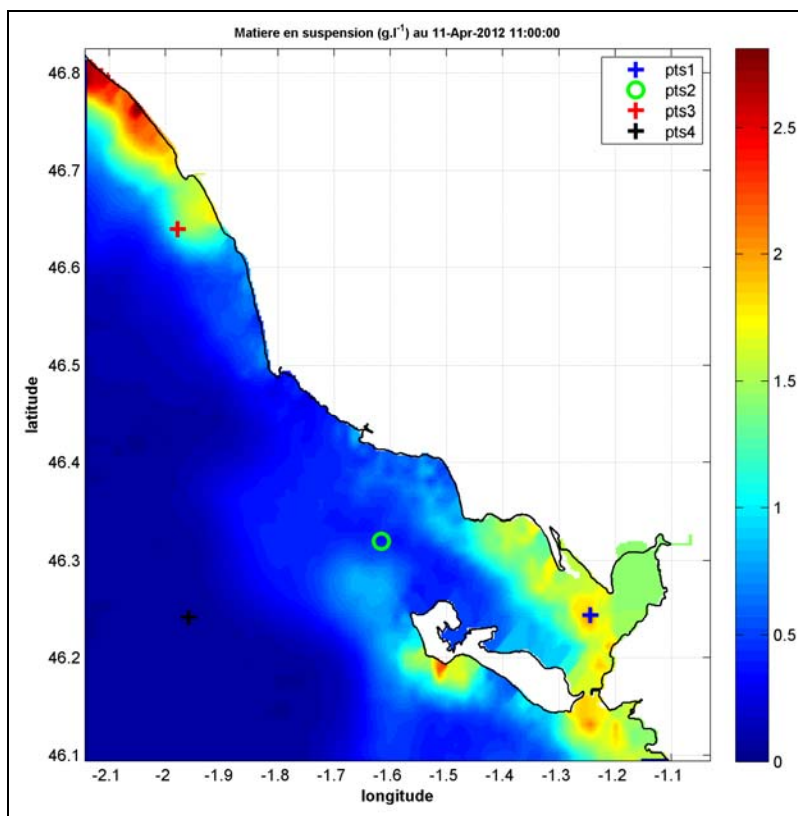 Matiere en suspension (g.l⁻¹) au 11-Apr-2012 11:00:00
pts1
pts2
pts3
pts4
46.8
46.7
46.6
46.5
46.4
46.3
46.2
46.1
latitude
-2.1 -2 -1.9 -1.8 -1.7 -1.6 -1.5 -1.4 -1.3 -1.2 -1.1
longitude
2.5
2
1.5
1
0.5
0